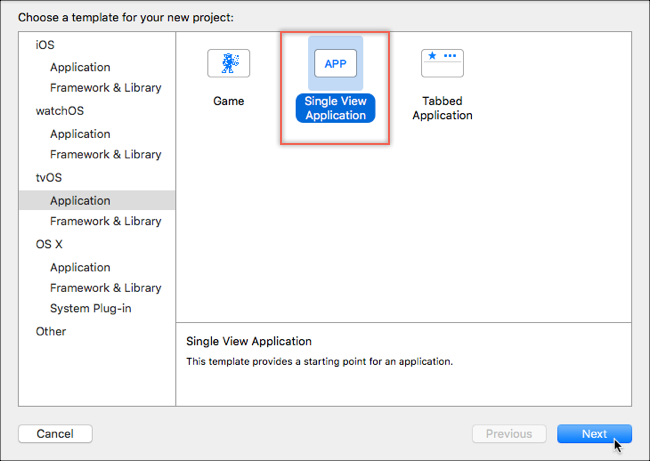 Choose a template for your new project:
iOS
Application
Framework & Library
watchOS
Application
Framework & Library
tvOS
Application
Framework & Library
OS X
Application
Framework & Library
System Plug-in
Other
Game
APP
Single View
Application
Tabbed
Application
Single View Application
This template provides a starting point for an application.
Cancel
Previous
Next